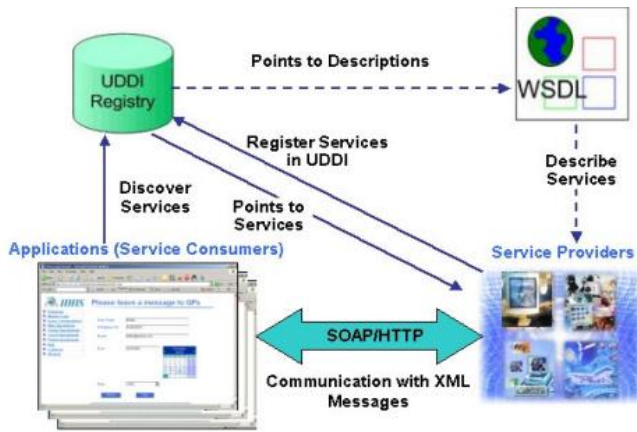 UDDI
Registry
Points to Descriptions
WSDL
Register Services
in UDDI
Describe
Services
Discover
Services
Points to
Services
Applications (Service Consumers)
Service Providers
Please leave a message to GPs
SOAP/HTTP
Communication with XML
Messages